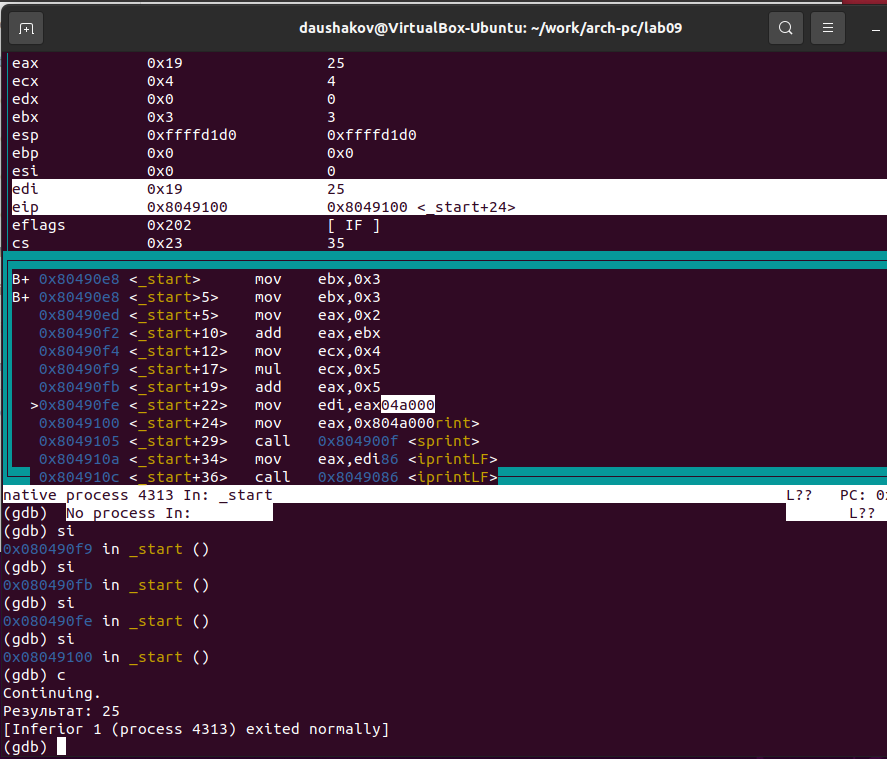 daushakov@VirtualBox-Ubuntu: ~/work/arch-pc/lab09
eax 0x19 25
ecx 0x4 4
edx 0x0 0
ebx 0x3 3
esp 0xffffd1d0 0xffffd1d0
ebp 0x0 0x0
esi 0x0 0
edi 0x19 25
eip 0x8049100 0x8049100 <_start+24>
eflags 0x202 [ IF ]
cs 0x23 35
B+ 0x80490e8 <_start> mov ebx,0x3
B+ 0x80490e8 <_start>5> mov ebx,0x3
0x80490ed <_start+5> mov eax,0x2
0x80490f2 <_start+10> add eax,ebx
0x80490f4 <_start+12> mov ecx,0x4
0x80490f9 <_start+17> mul ecx,0x5
0x80490fb <_start+19> add eax,0x5
>0x80490fe <_start+22> mov edi,eax04a000
0x8049100 <_start+24> mov eax,0x804a000rint>
0x8049105 <_start+29> call 0x804900f <sprint>
0x804910a <_start+34> mov eax,edi86 <iprintLF>
0x804910c <_start+36> call 0x8049086 <iprintLF>
native process 4313 In: _start L?? PC: 0x
(gdb) No process In: L??
(gdb) si
0x080490f9 in _start ()
(gdb) si
0x080490fb in _start ()
(gdb) si
0x080490fe in _start ()
(gdb) si
0x08049100 in _start ()
(gdb) c
Continuing.
Результат: 25
[Inferior 1 (process 4313) exited normally]
(gdb)